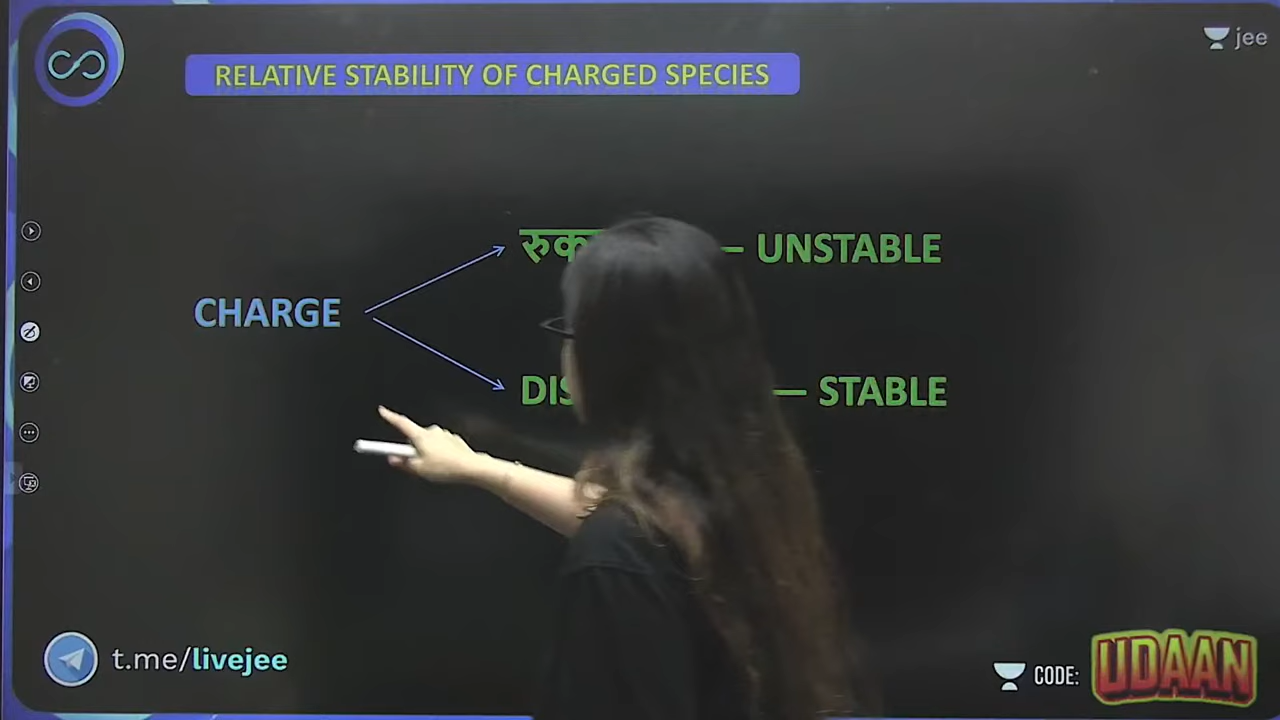 jee
RELATIVE STABILITY OF CHARGED SPECIES
— UNSTABLE
CHARGE
— STABLE
t.me/livejee
CODE: UDAAN